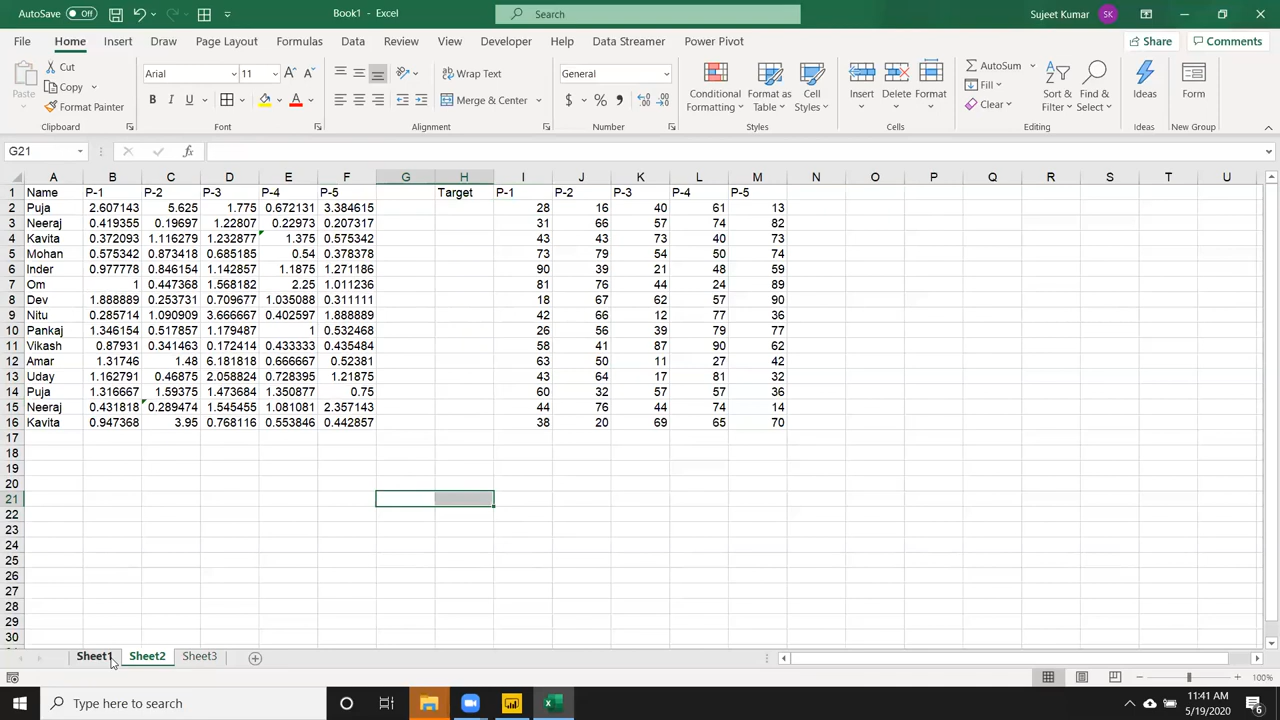 AutoSave Off Book1 - Excel Search Sujeet Kumar SK
File Home Insert Draw Page Layout Formulas Data Review View Developer Help Data Streamer Power Pivot Share Comments
Paste Cut Copy Format Painter Clipboard
Arial 11 B I U A Font
Wrap Text Merge & Center Alignment
General $ % , Number
Conditional Formatting Format as Table Cell Styles Styles
Insert Delete Format Cells
AutoSum Fill Clear Sort & Filter Find & Select Editing
Ideas Ideas
Form New Group
G21 fx
A B C D E F G H I J K L M N O P Q R S T U
1 Name P-1 P-2 P-3 P-4 P-5 Target P-1 P-2 P-3 P-4 P-5
2 Puja 2.607143 5.625 1.775 0.672131 3.384615 28 16 40 61 13
3 Neeraj 0.419355 0.19697 1.22807 0.22973 0.207317 31 66 57 74 82
4 Kavita 0.372093 1.116279 1.232877 1.375 0.575342 43 43 73 40 73
5 Mohan 0.575342 0.873418 0.685185 0.54 0.378378 73 79 54 50 74
6 Inder 0.977778 0.846154 1.142857 1.1875 1.271186 90 39 21 48 59
7 Om 1 0.447368 1.568182 2.25 1.011236 81 76 44 24 89
8 Dev 1.888889 0.253731 0.709677 1.035088 0.311111 18 67 62 57 90
9 Nitu 0.285714 1.090909 3.666667 0.402597 1.888889 42 66 12 77 36
10 Pankaj 1.346154 0.517857 1.179487 1 0.532468 26 56 39 79 77
11 Vikash 0.87931 0.341463 0.172414 0.433333 0.435484 58 41 87 90 62
12 Amar 1.31746 1.48 6.181818 0.666667 0.52381 63 50 11 27 42
13 Uday 1.162791 0.46875 2.058824 0.728395 1.21875 43 64 17 81 32
14 Puja 1.316667 1.59375 1.473684 1.350877 0.75 60 32 57 57 36
15 Neeraj 0.431818 0.289474 1.545455 1.081081 2.357143 44 76 44 74 14
16 Kavita 0.947368 3.95 0.768116 0.553846 0.442857 38 20 69 65 70
17
18
19
20
21
22
23
24
25
26
27
28
29
30
Sheet1 Sheet2 Sheet3
100%
Type here to search 11:41 AM
5/19/2020 6